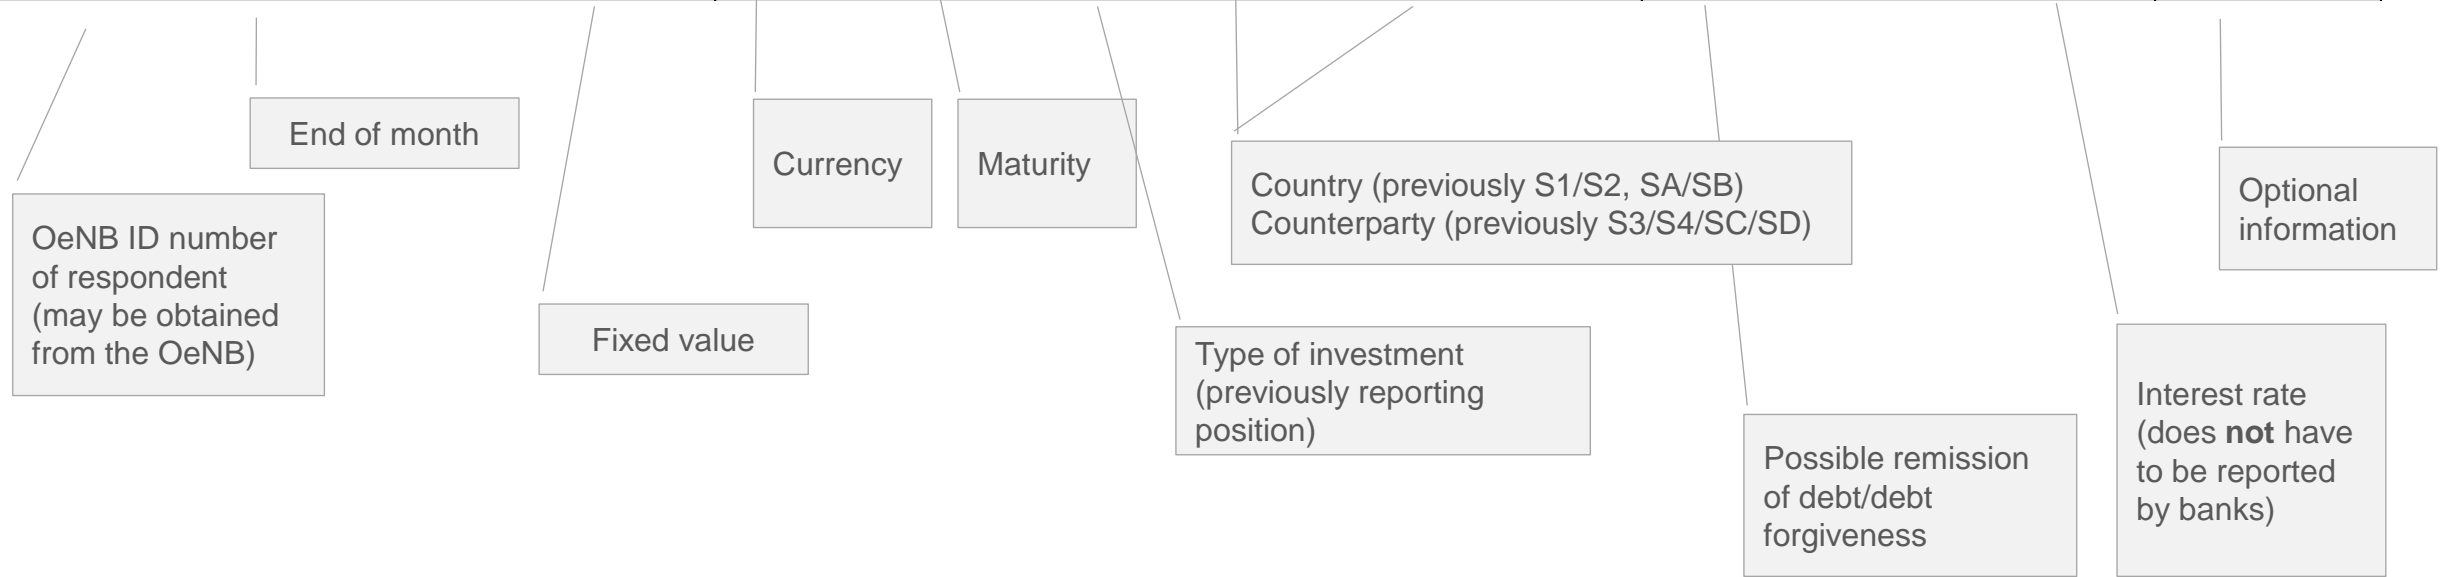 End of month
Currency
Maturity
Country (previously S1/S2, SA/SB)
Counterparty (previously S3/S4/SC/SD)
Optional
information
OeNB ID number
of respondent
(may be obtained
from the OeNB)
Fixed value
Type of investment
(previously reporting
position)
Interest rate
(does not have
to be reported
by banks)
Possible remission
of debt/debt
forgiveness